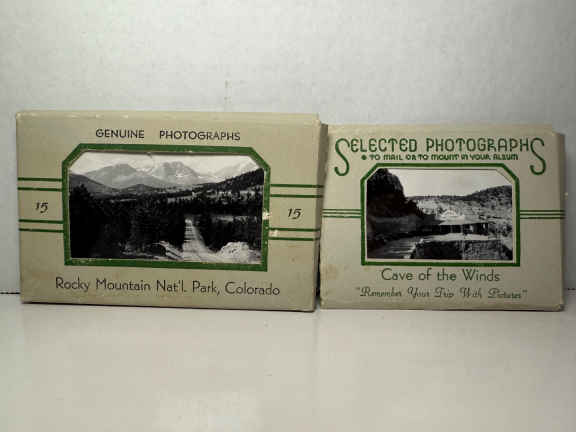 GENUINE PHOTOGRAPHS
15 15
Rocky Mountain Nat'l. Park, Colorado
SELECTED PHOTOGRAPHS
TO MAIL OR TO MOUNT IN YOUR ALBUM
Cave of the Winds
"Remember Your Trip With Pictures"